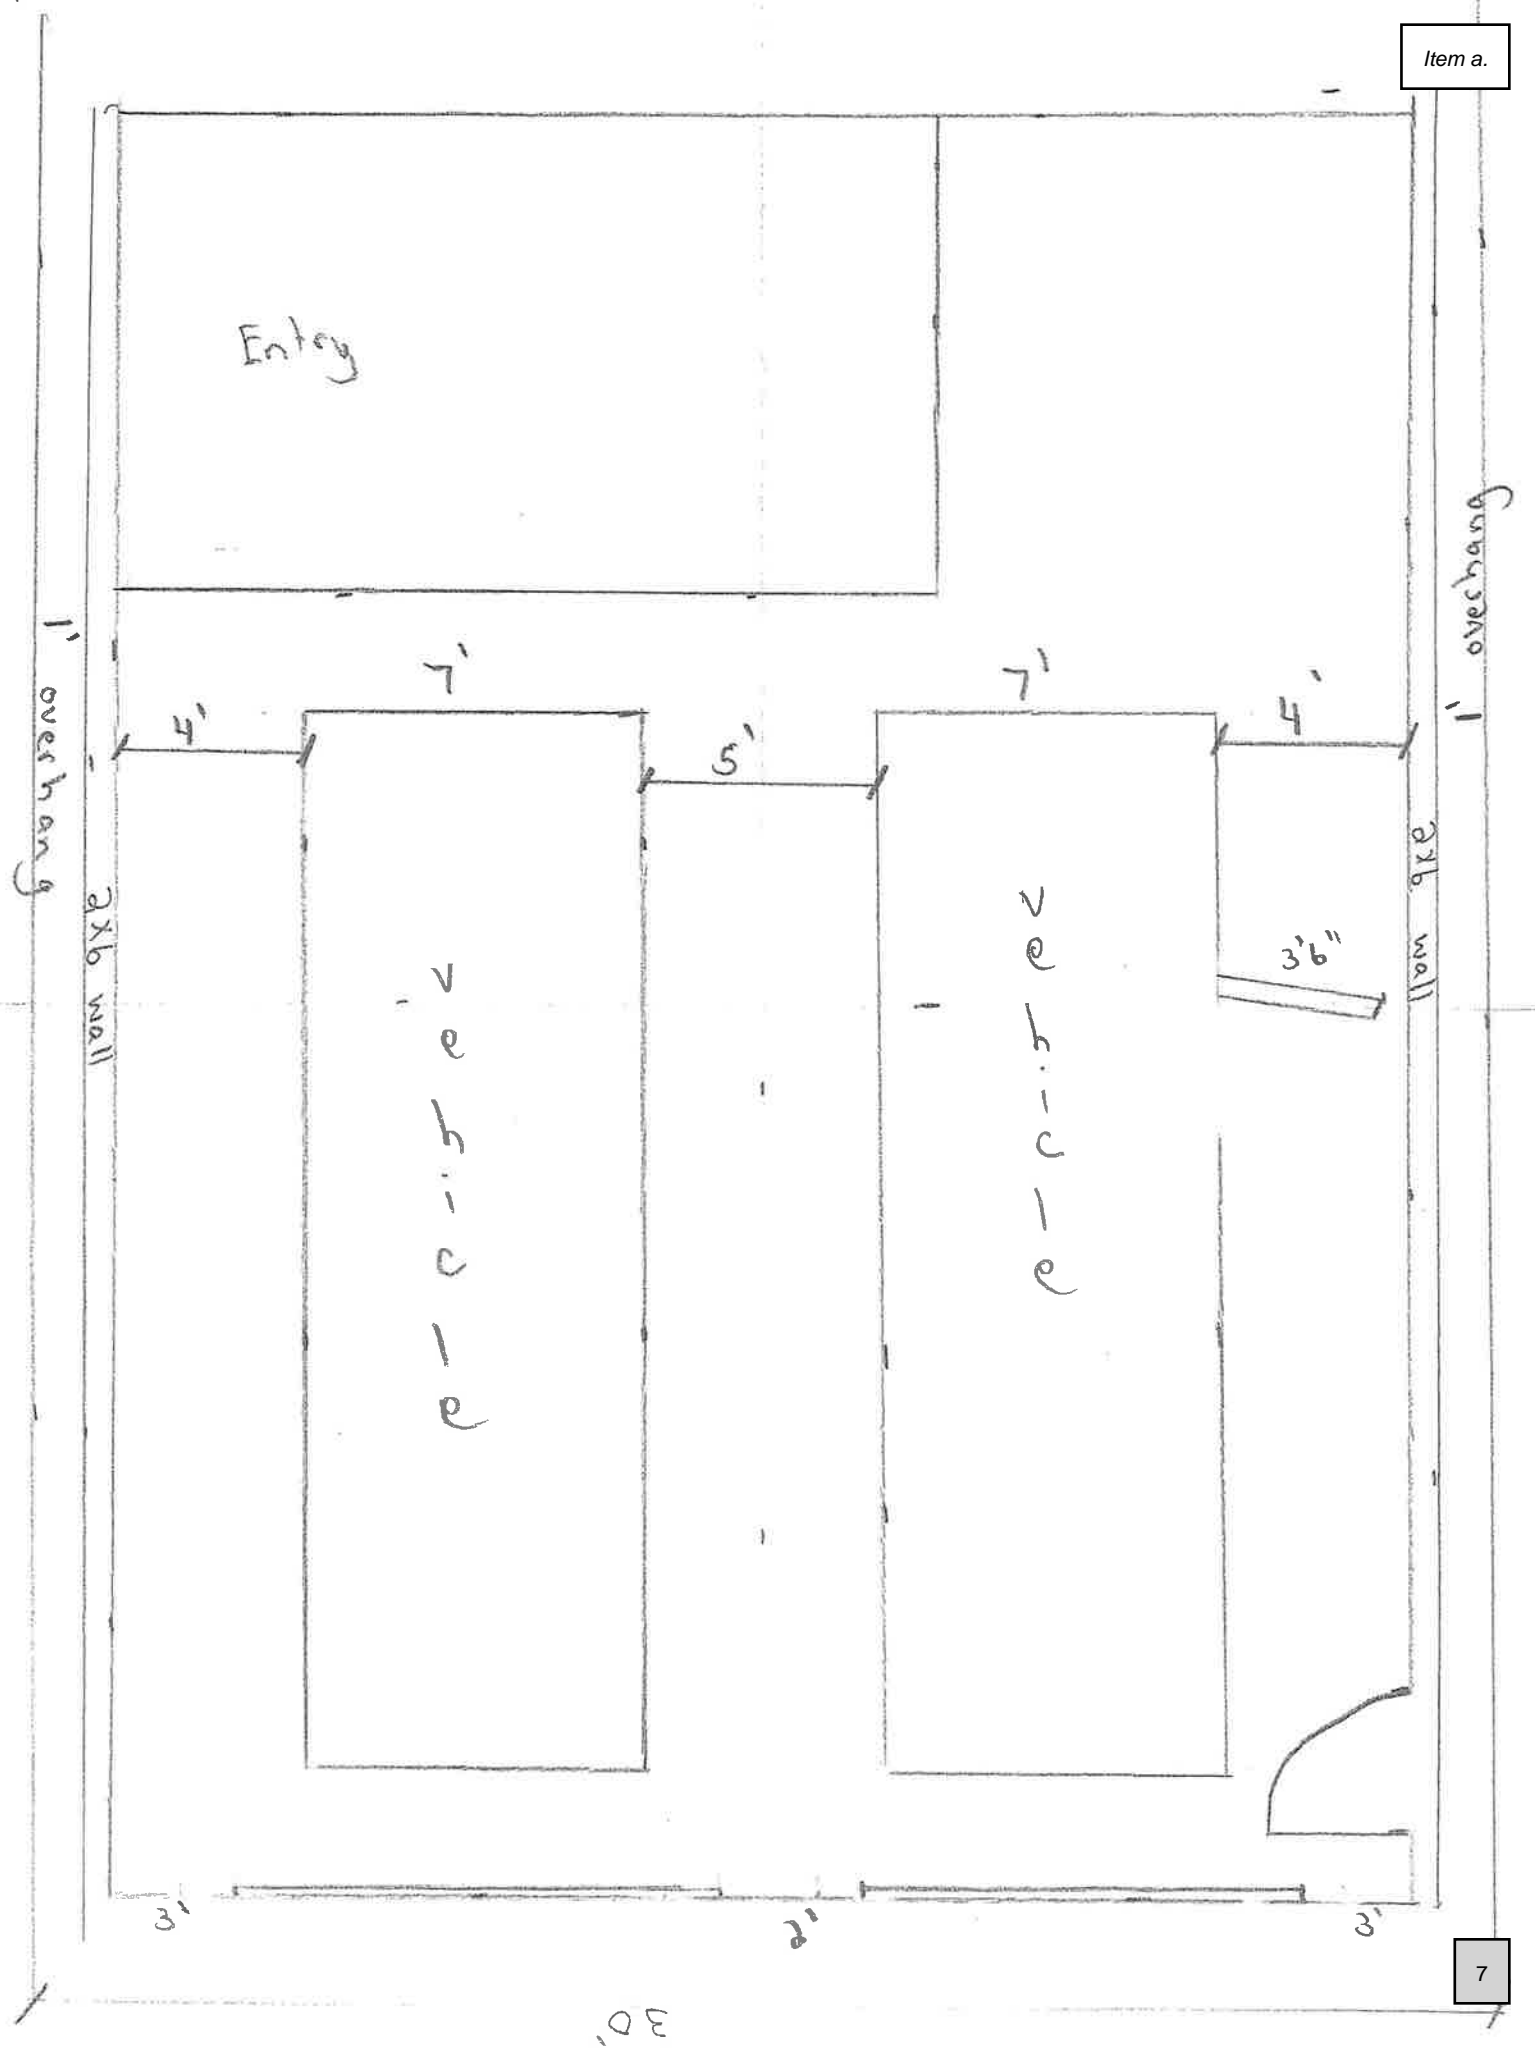 Item a.
Entry
1' overhang
1' overhang
7'
7'
4'
5'
4'
2x6 wall
2x6 wall
3'6"
vehicle
vehicle
3'
2'
3'
30'
7